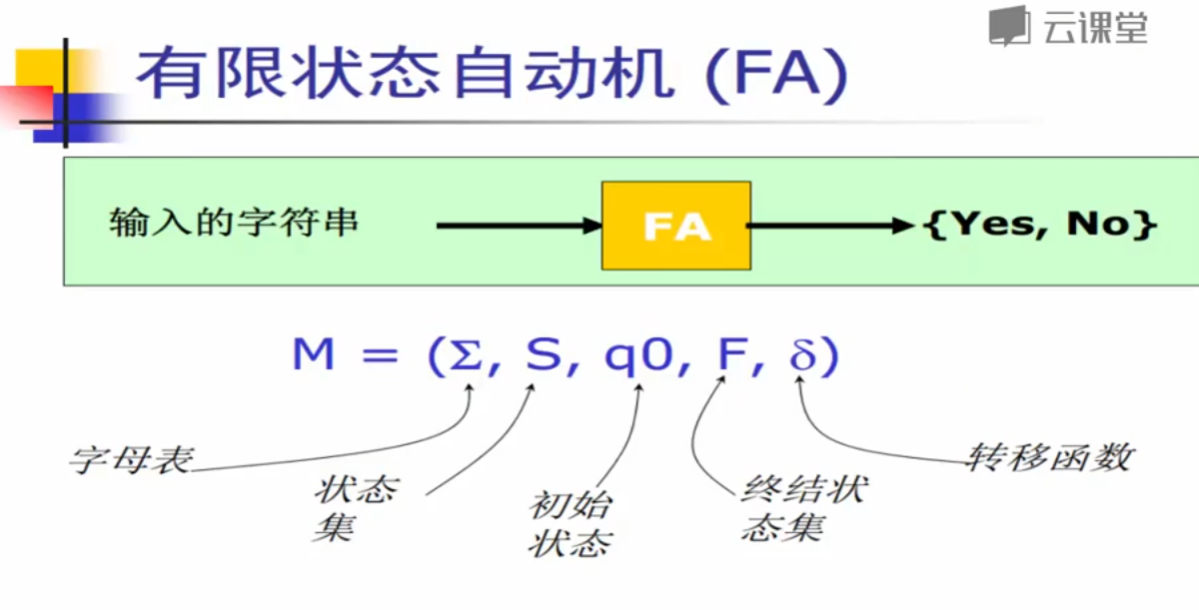 云课堂
有限状态自动机 (FA)
输入的字符串
FA
{Yes, No}
M = (Σ, S, q0, F, δ)
字母表
状态
集
初始
状态
终结状
态集
转移函数